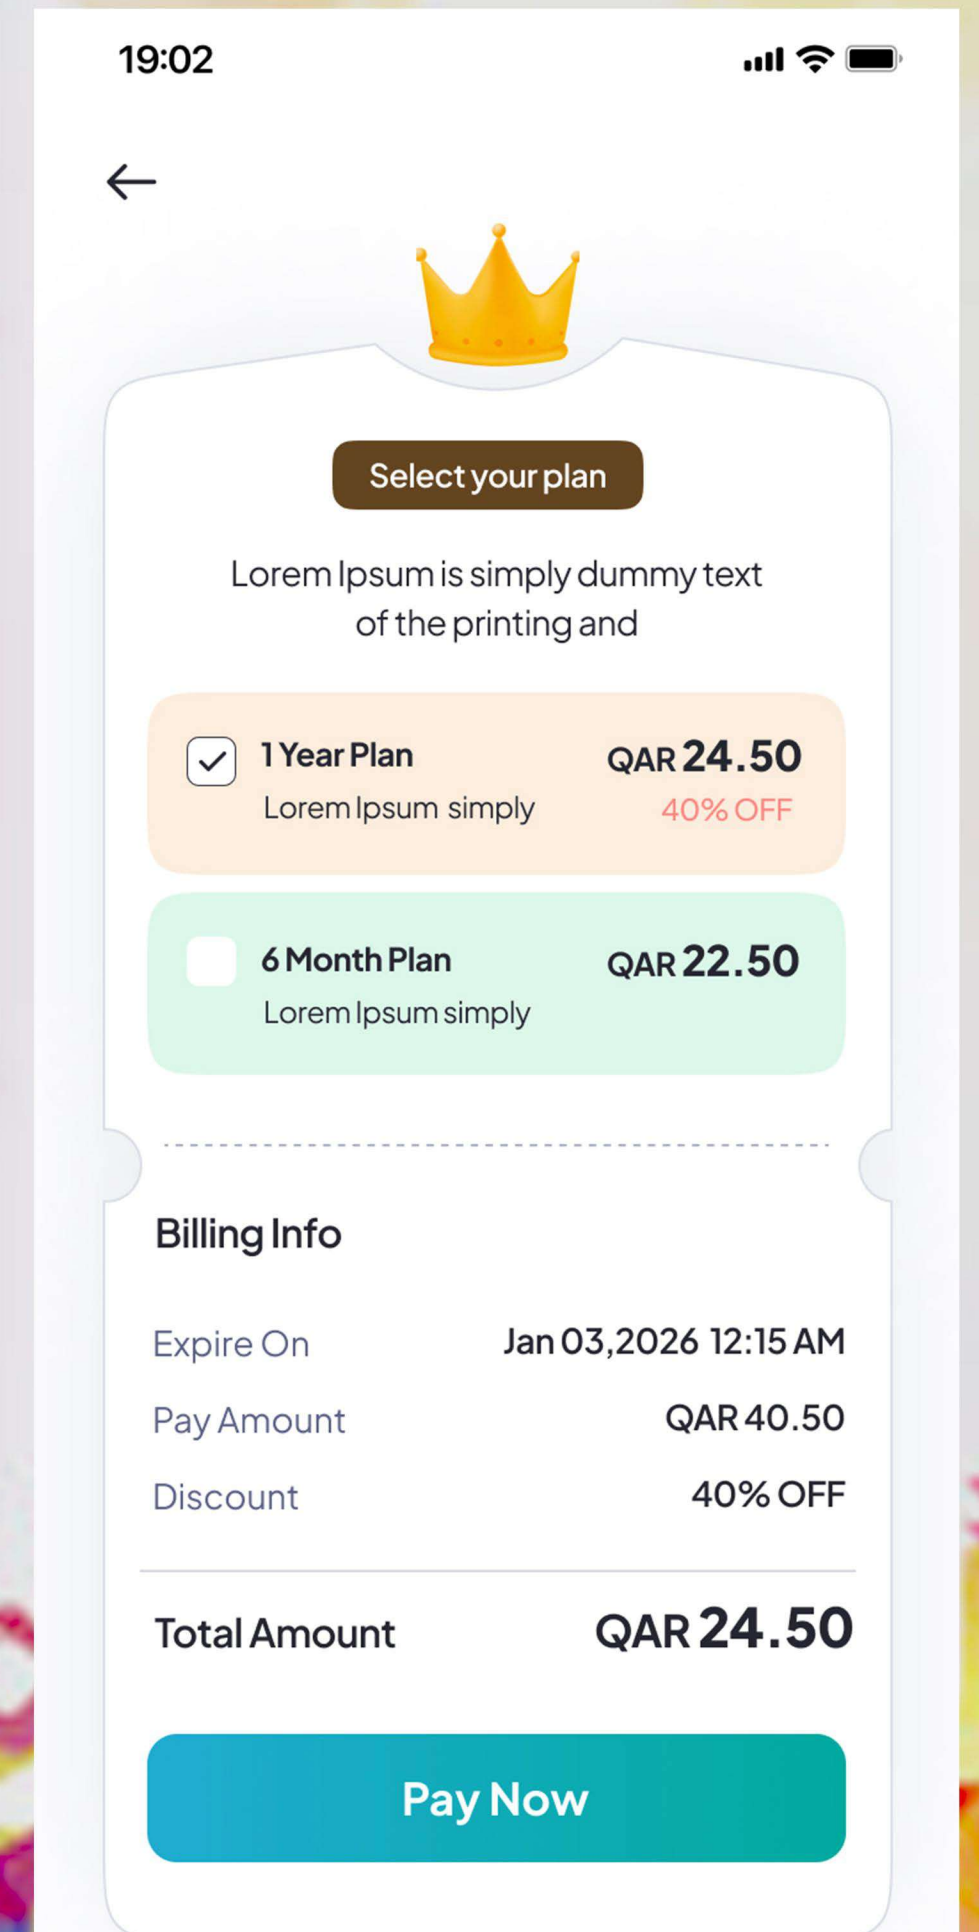 19:02
Select your plan
Lorem Ipsum is simply dummy text
of the printing and
1 Year Plan
QAR 24.50
Lorem Ipsum simply
40% OFF
6 Month Plan
QAR 22.50
Lorem Ipsum simply
Billing Info
Expire On
Jan 03,2026 12:15 AM
Pay Amount
QAR 40.50
Discount
40% OFF
Total Amount
QAR 24.50
Pay Now